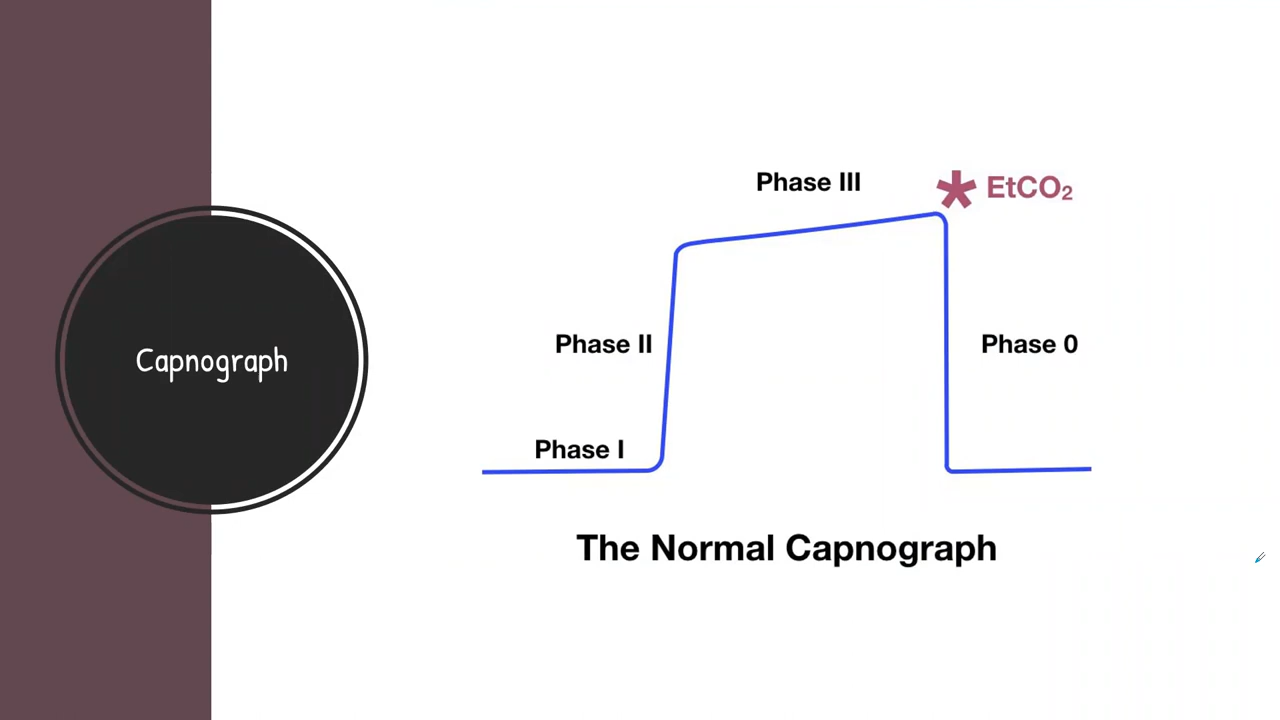 Capnograph
Phase III
EtCO₂
Phase II
Phase 0
Phase I
The Normal Capnograph